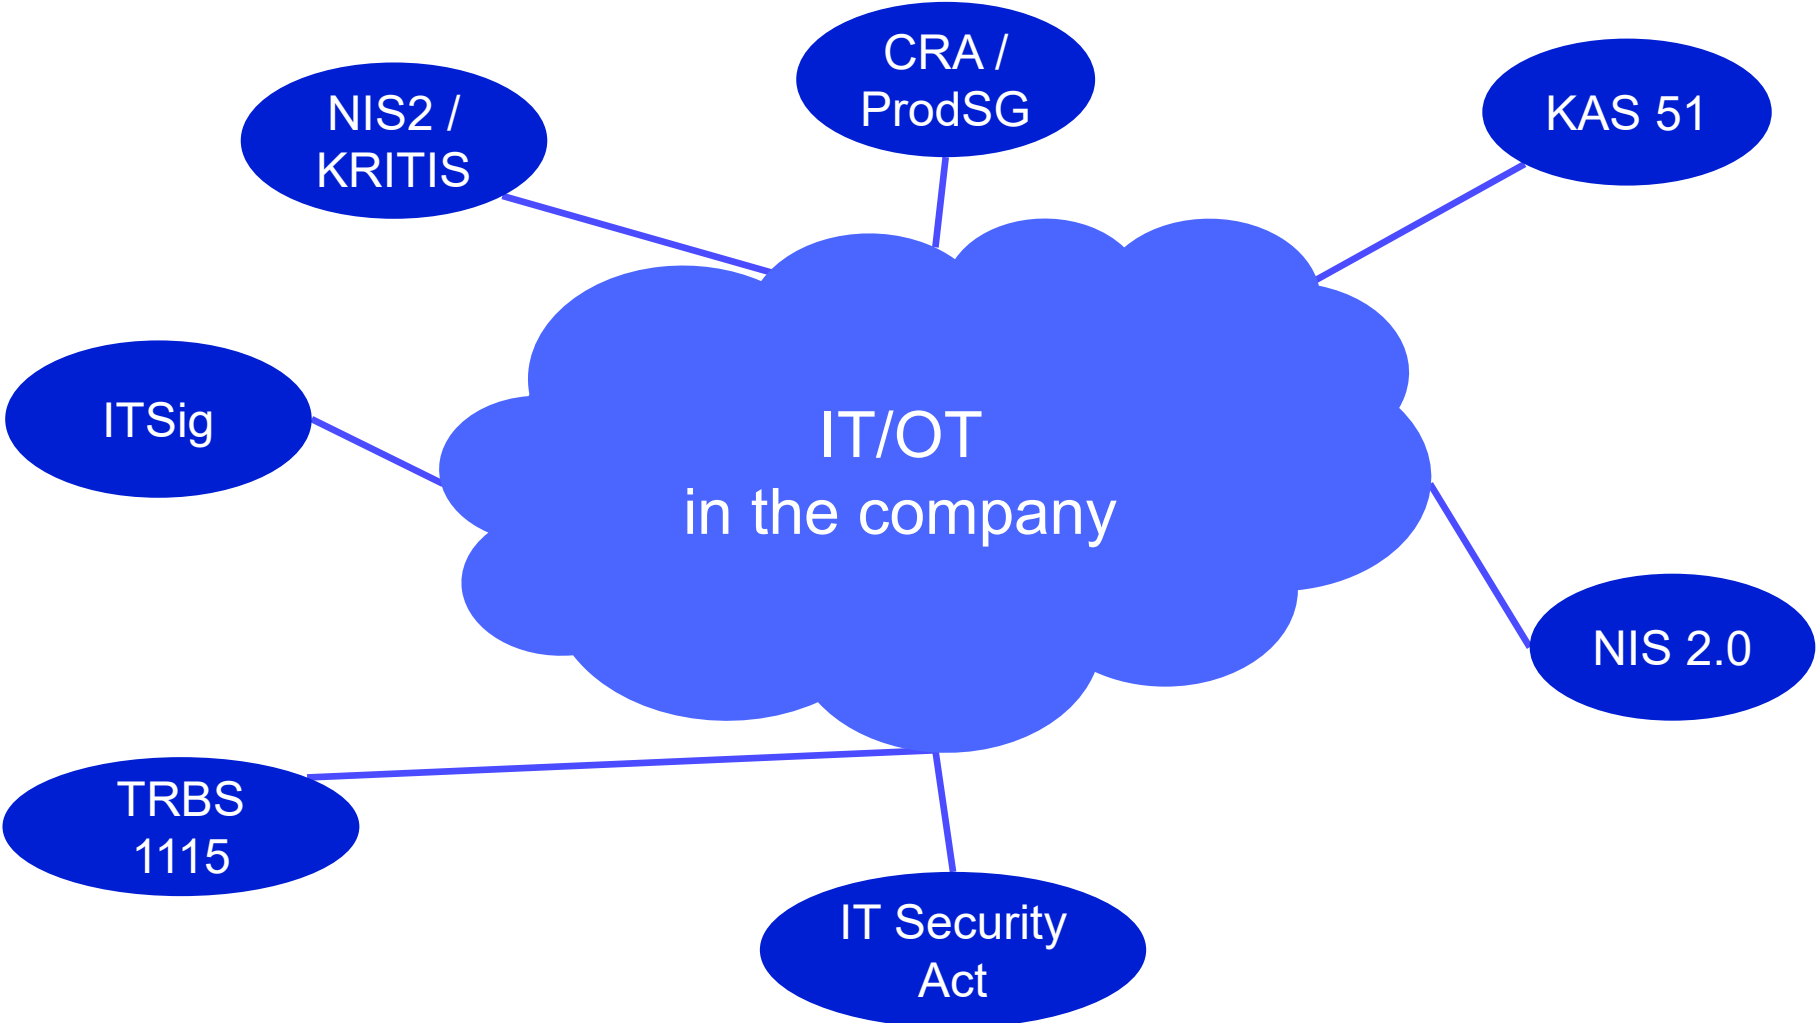 CRA /
ProdSG
NIS2 /
KRITIS
KAS 51
ITSig
IT/OT
in the company
NIS 2.0
TRBS
1115
IT Security
Act